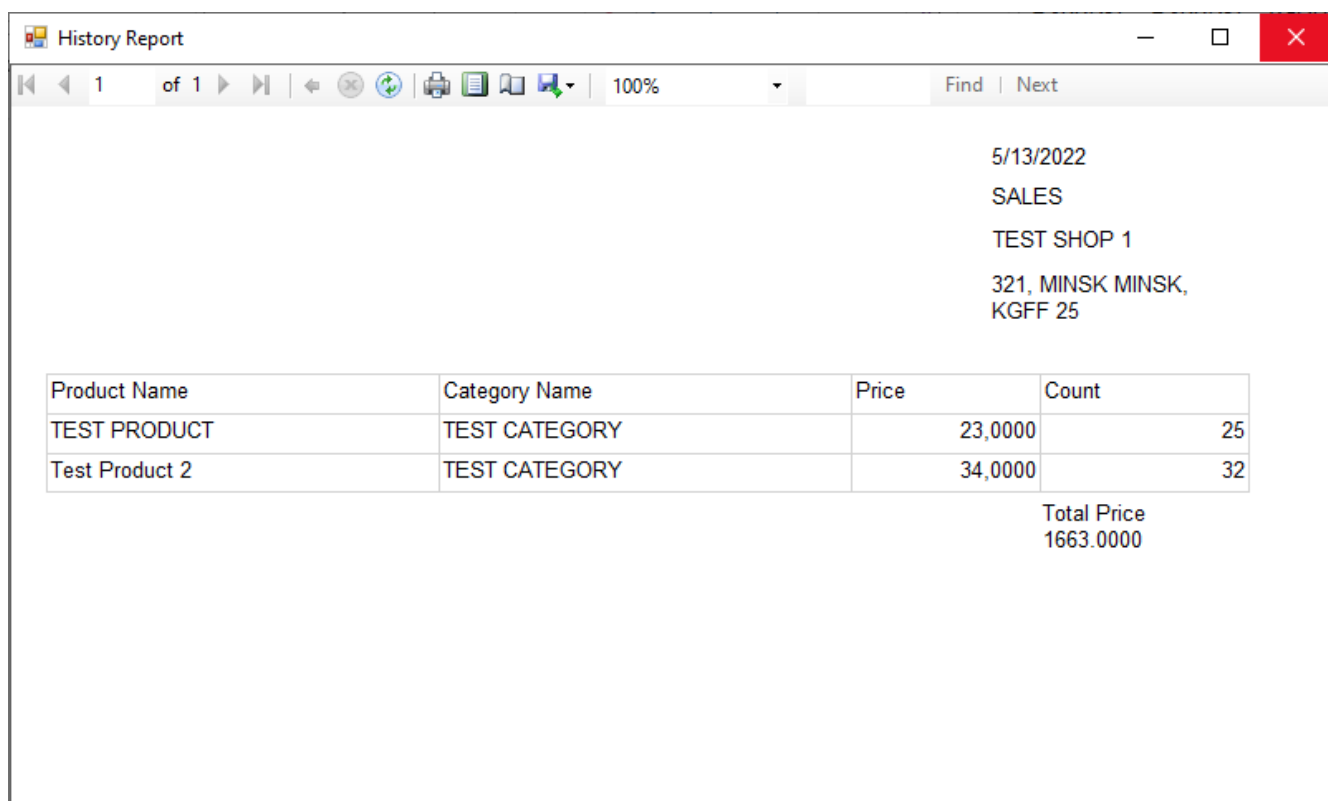 History Report
1 of 1 100% Find | Next
5/13/2022
SALES
TEST SHOP 1
321, MINSK MINSK,
KGFF 25
Product Name Category Name Price Count
TEST PRODUCT TEST CATEGORY 23,0000 25
Test Product 2 TEST CATEGORY 34,0000 32
Total Price
1663.0000